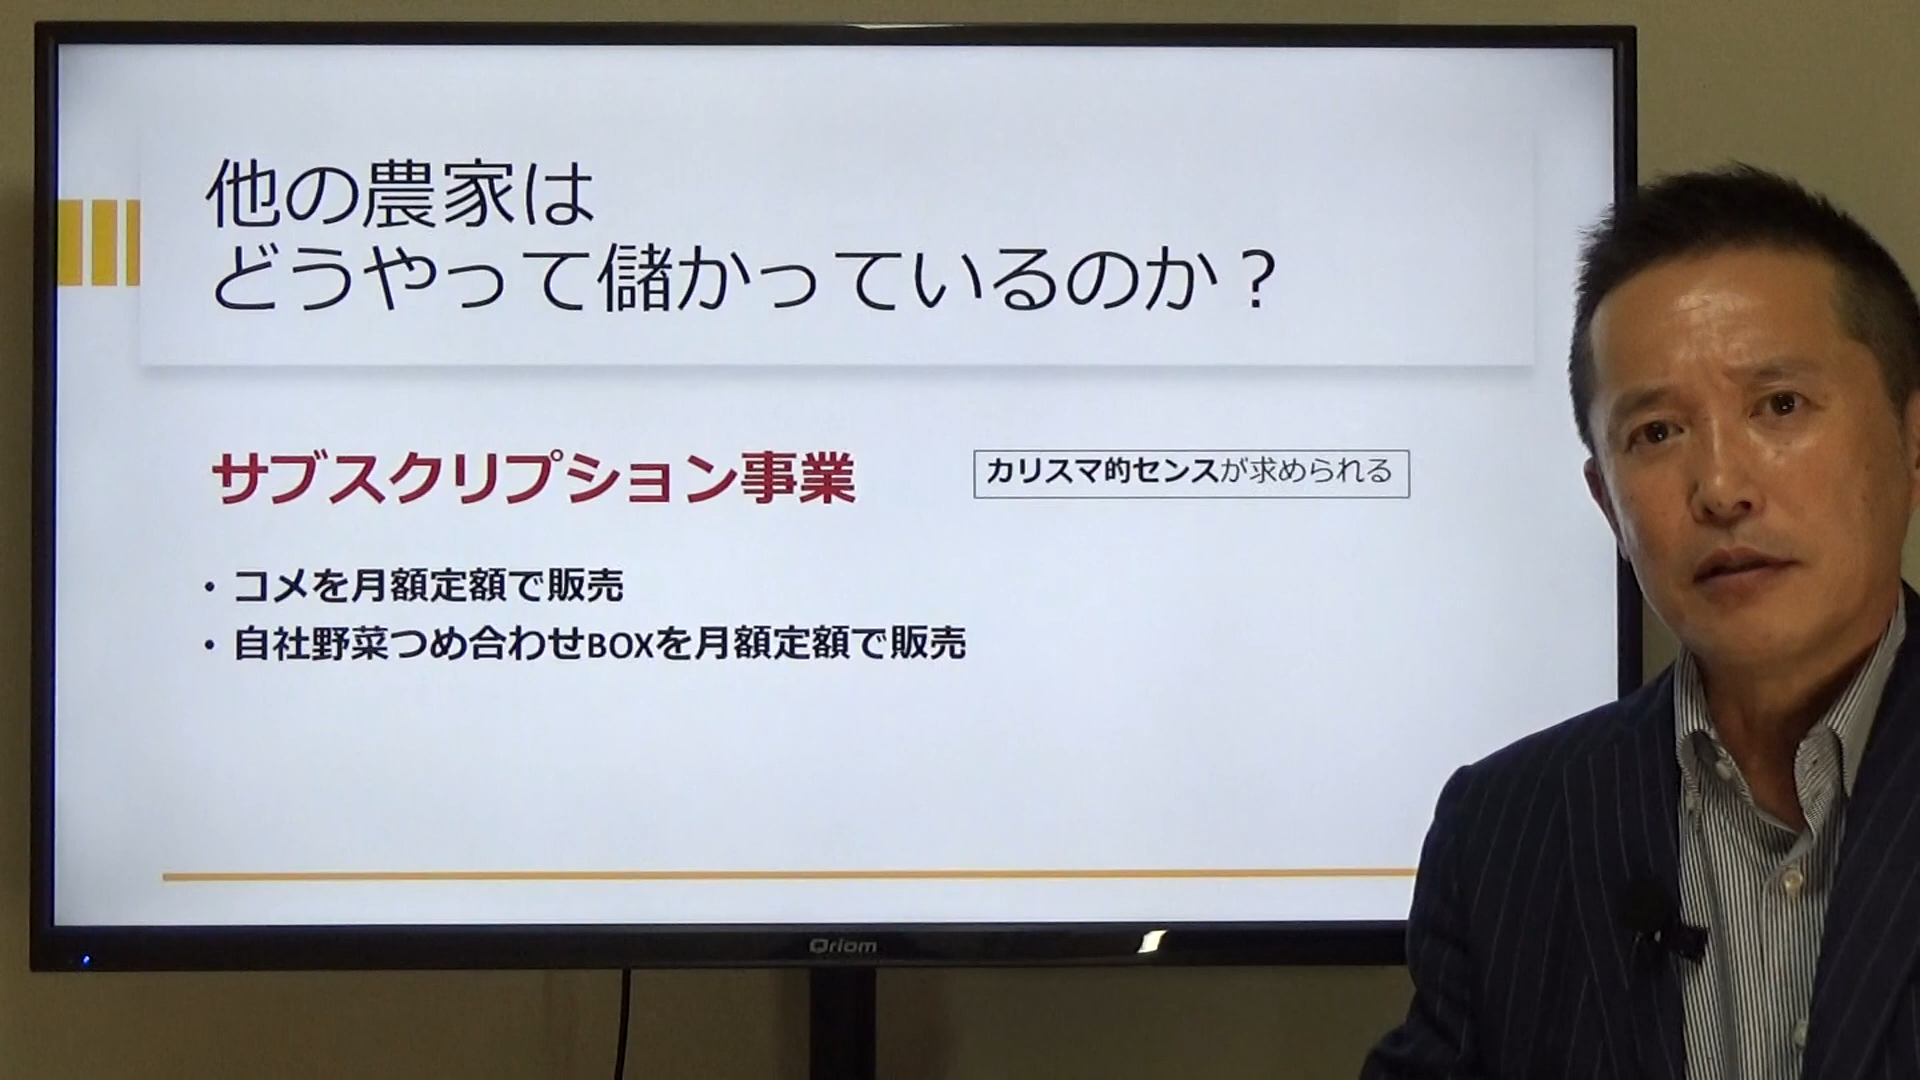 他の農家は
どうやって儲かっているのか？
サブスクリプション事業
カリスマ的センスが求められる
・コメを月額定額で販売
・自社野菜つめ合わせBOXを月額定額で販売
Qriom